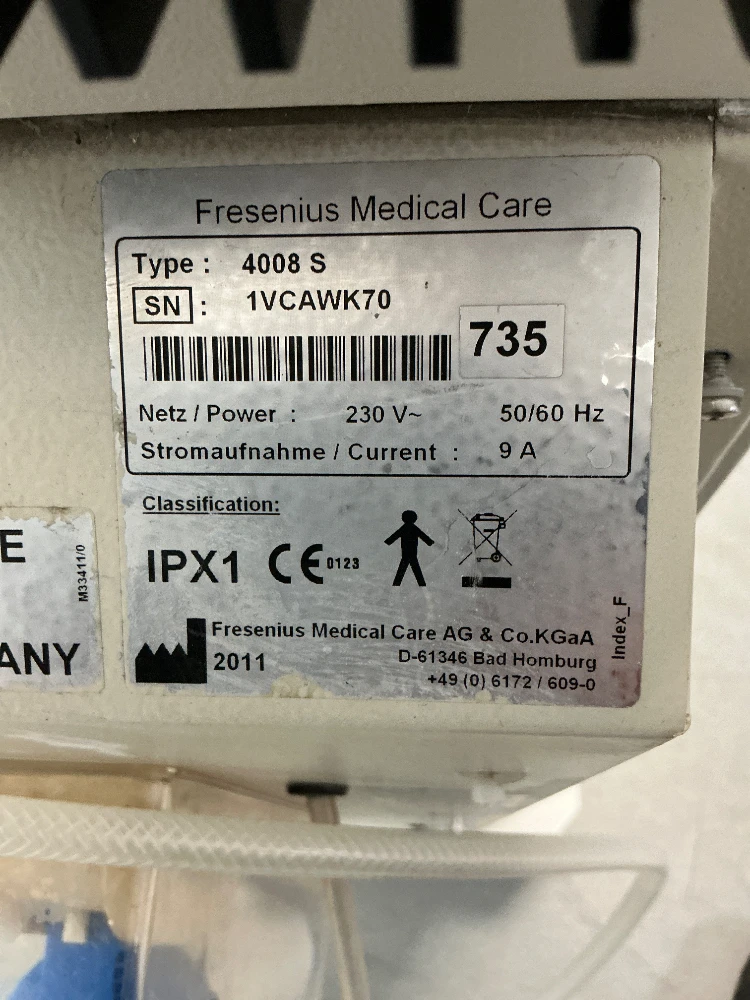 Fresenius Medical Care
Type : 4008 S
SN : 1VCAWK70
735
Netz / Power : 230 V~ 50/60 Hz
Stromaufnahme / Current : 9 A
Classification:
IPX1 CE 0123
Fresenius Medical Care AG & Co.KGaA
2011 D-61346 Bad Homburg
+49 (0) 6172 / 609-0
Index_F
E
M33411/0
ANY